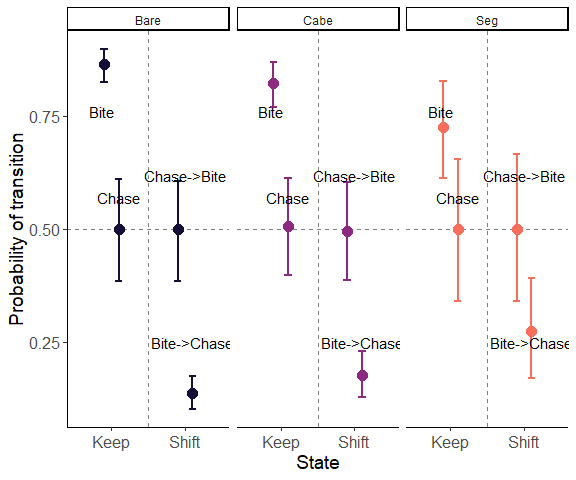 Bare Cabe Seg
Probability of transition
0.75
0.50
0.25
Bite Bite Bite
Chase->Bite Chase->Bite Chase->Bite
Chase Chase Chase
Bite->Chase Bite->Chase Bite->Chase
Keep Shift Keep Shift Keep Shift
State